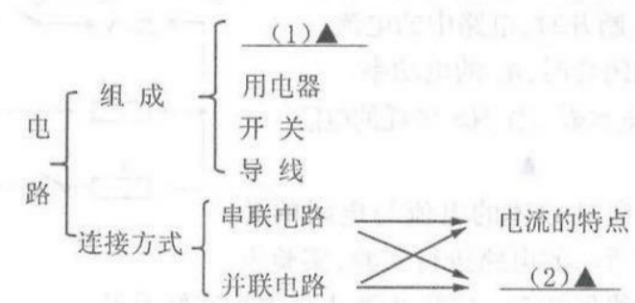 (1)▲
组 成
用电器
开 关
导 线
电
路
串联电路
电流的特点
连接方式
并联电路
(2)▲